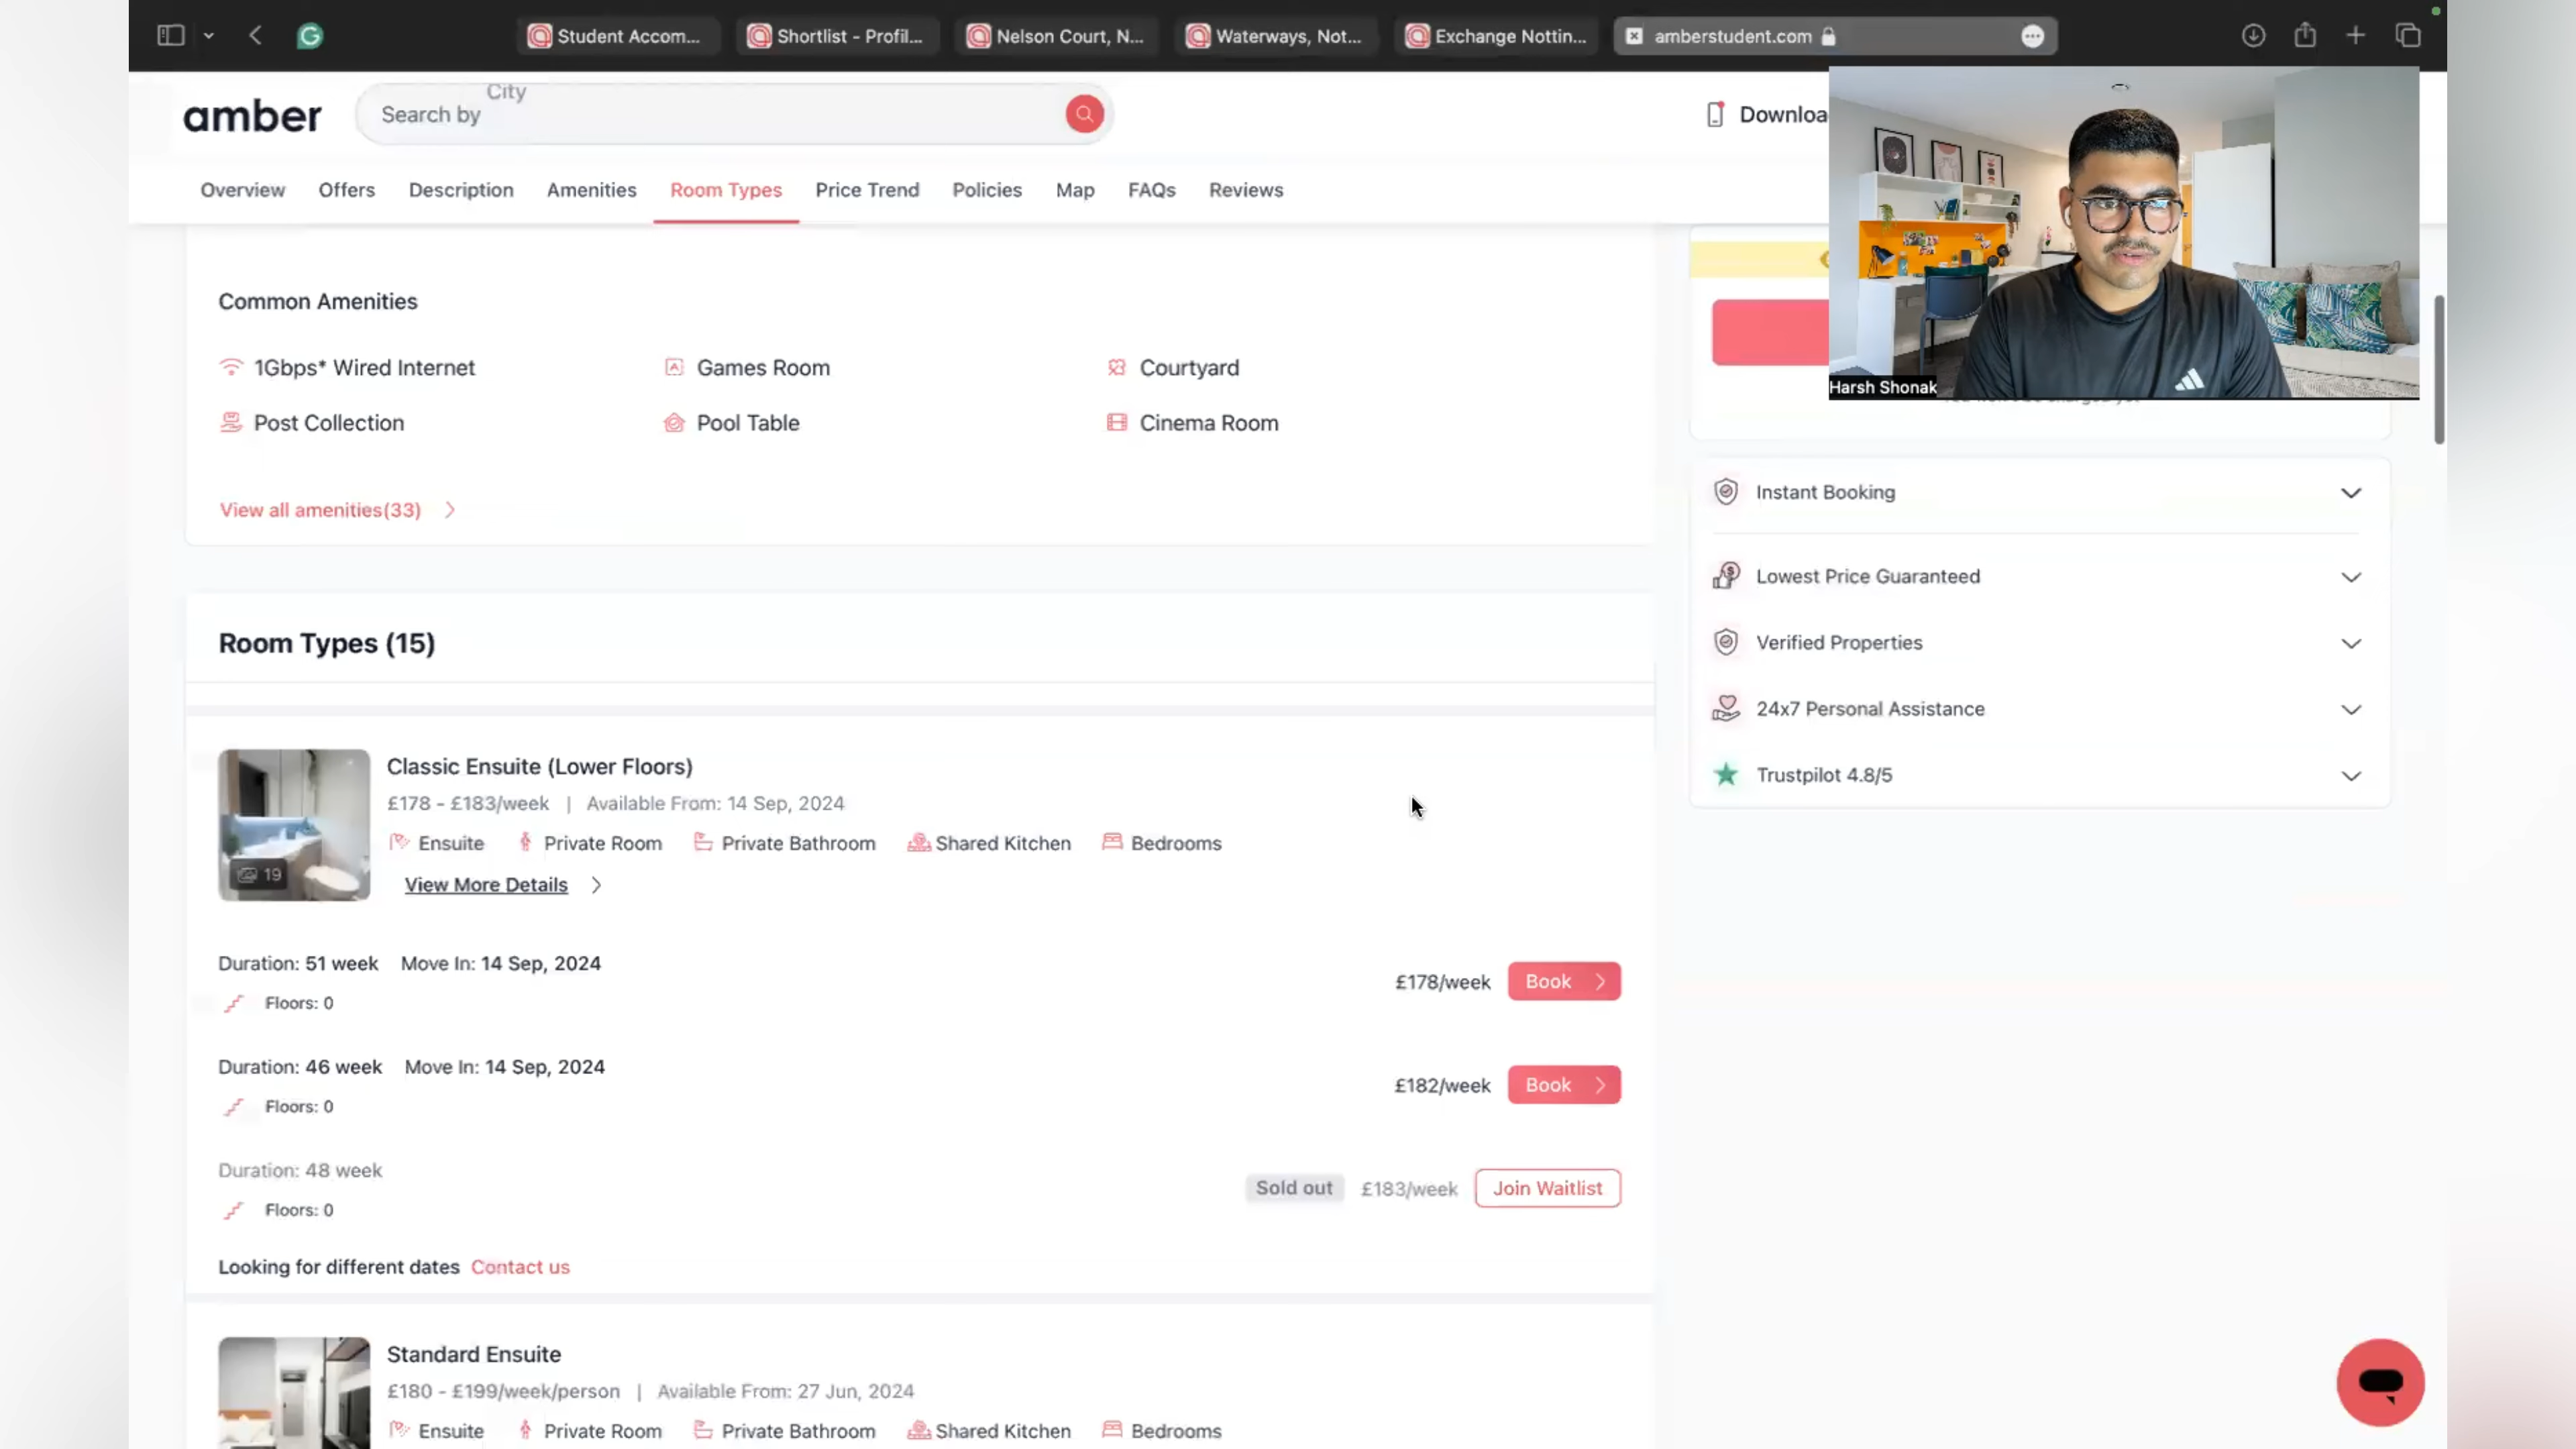 Student Accom...
Shortlist - Profil...
Nelson Court, N...
Waterways, Not...
Exchange Nottin...
amberstudent.com
amber
Search by
City
Downloa
Overview
Offers
Description
Amenities
Room Types
Price Trend
Policies
Map
FAQs
Reviews
Harsh Shonak
Common Amenities
1Gbps* Wired Internet
Games Room
Courtyard
Post Collection
Pool Table
Cinema Room
View all amenities(33)
Instant Booking
Lowest Price Guaranteed
Verified Properties
24x7 Personal Assistance
Trustpilot 4.8/5
Room Types (15)
19
Classic Ensuite (Lower Floors)
£178 - £183/week | Available From: 14 Sep, 2024
Ensuite Private Room Private Bathroom Shared Kitchen Bedrooms
View More Details
Duration: 51 week Move In: 14 Sep, 2024
Floors: 0
£178/week Book
Duration: 46 week Move In: 14 Sep, 2024
Floors: 0
£182/week Book
Duration: 48 week
Floors: 0
Sold out £183/week Join Waitlist
Looking for different dates Contact us
Standard Ensuite
£180 - £199/week/person | Available From: 27 Jun, 2024
Ensuite Private Room Private Bathroom Shared Kitchen Bedrooms